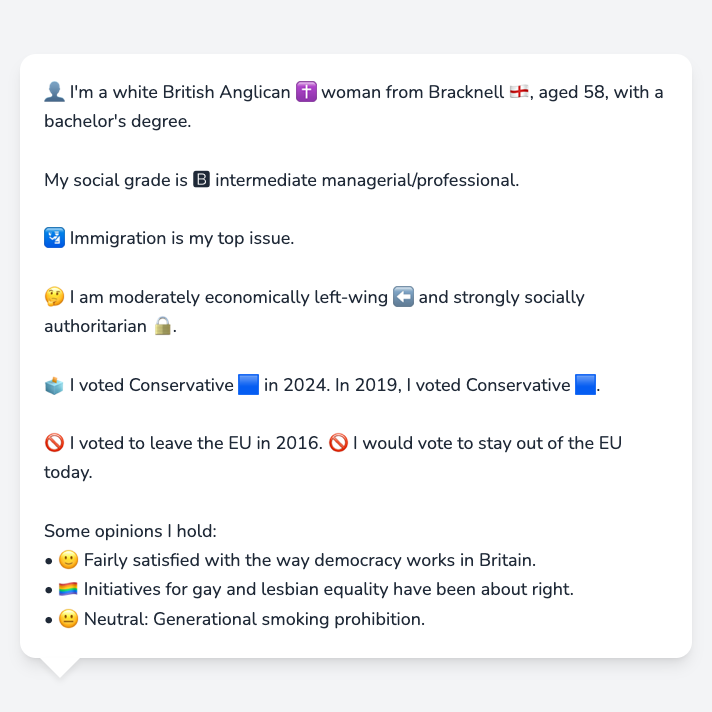 👤 I'm a white British Anglican ✝️ woman from Bracknell 🏴󠁧󠁢󠁥󠁮󠁧󠁿, aged 58, with a
bachelor's degree.
My social grade is 🅱 intermediate managerial/professional.
🛂 Immigration is my top issue.
🤔 I am moderately economically left-wing ⬅️ and strongly socially
authoritarian 🔒.
🗳️ I voted Conservative 🟦 in 2024. In 2019, I voted Conservative 🟦.
🚫 I voted to leave the EU in 2016. 🚫 I would vote to stay out of the EU
today.
Some opinions I hold:
• 🙂 Fairly satisfied with the way democracy works in Britain.
• 🏳️‍🌈 Initiatives for gay and lesbian equality have been about right.
• 😐 Neutral: Generational smoking prohibition.